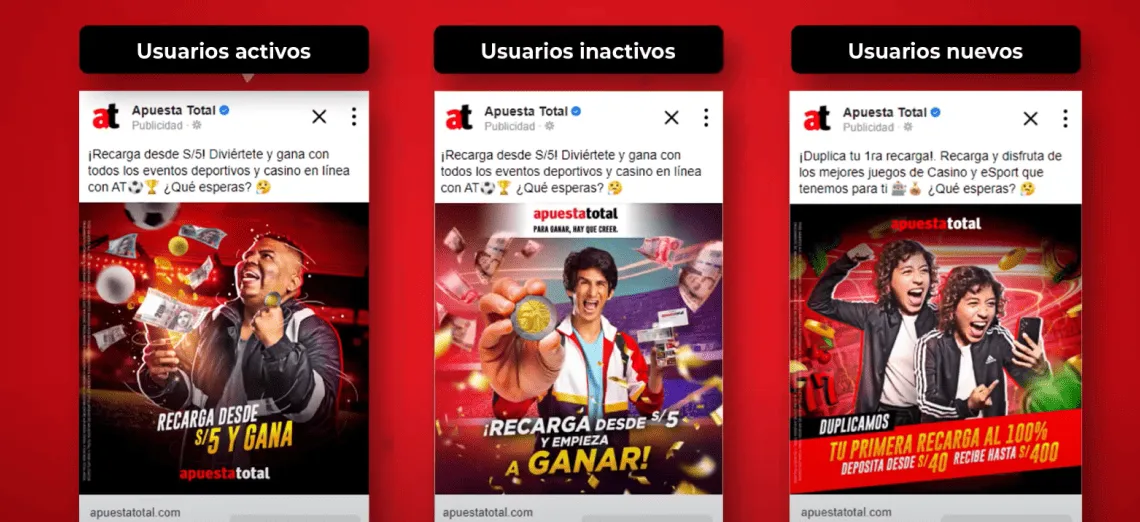 Usuarios activos
at
Apuesta Total
Publicidad
¡Recarga desde S/5! Diviértete y gana con
todos los eventos deportivos y casino en línea
con AT⚽🏆 ¿Qué esperas? 🤔
RECARGA DESDE
S/5 Y GANA
apuestatotal
apuestatotal.com
Usuarios inactivos
at
Apuesta Total
Publicidad
¡Recarga desde S/5! Diviértete y gana con
todos los eventos deportivos y casino en línea
con AT⚽🏆 ¿Qué esperas? 🤔
apuestatotal
PARA GANAR, HAY QUE CREER.
¡RECARGA DESDE S/5
Y EMPIEZA
A GANAR!
apuestatotal.com
Usuarios nuevos
at
Apuesta Total
Publicidad
¡Duplica tu 1ra recarga!. Recarga y disfruta de
los mejores juegos de Casino y eSport que
tenemos para ti 🎰💰 ¿Qué esperas? 🤔
apuestatotal
DUPLICAMOS
TU PRIMERA RECARGA AL 100%
DEPOSITA DESDE S/40 RECIBE HASTA S/400
apuestatotal.com